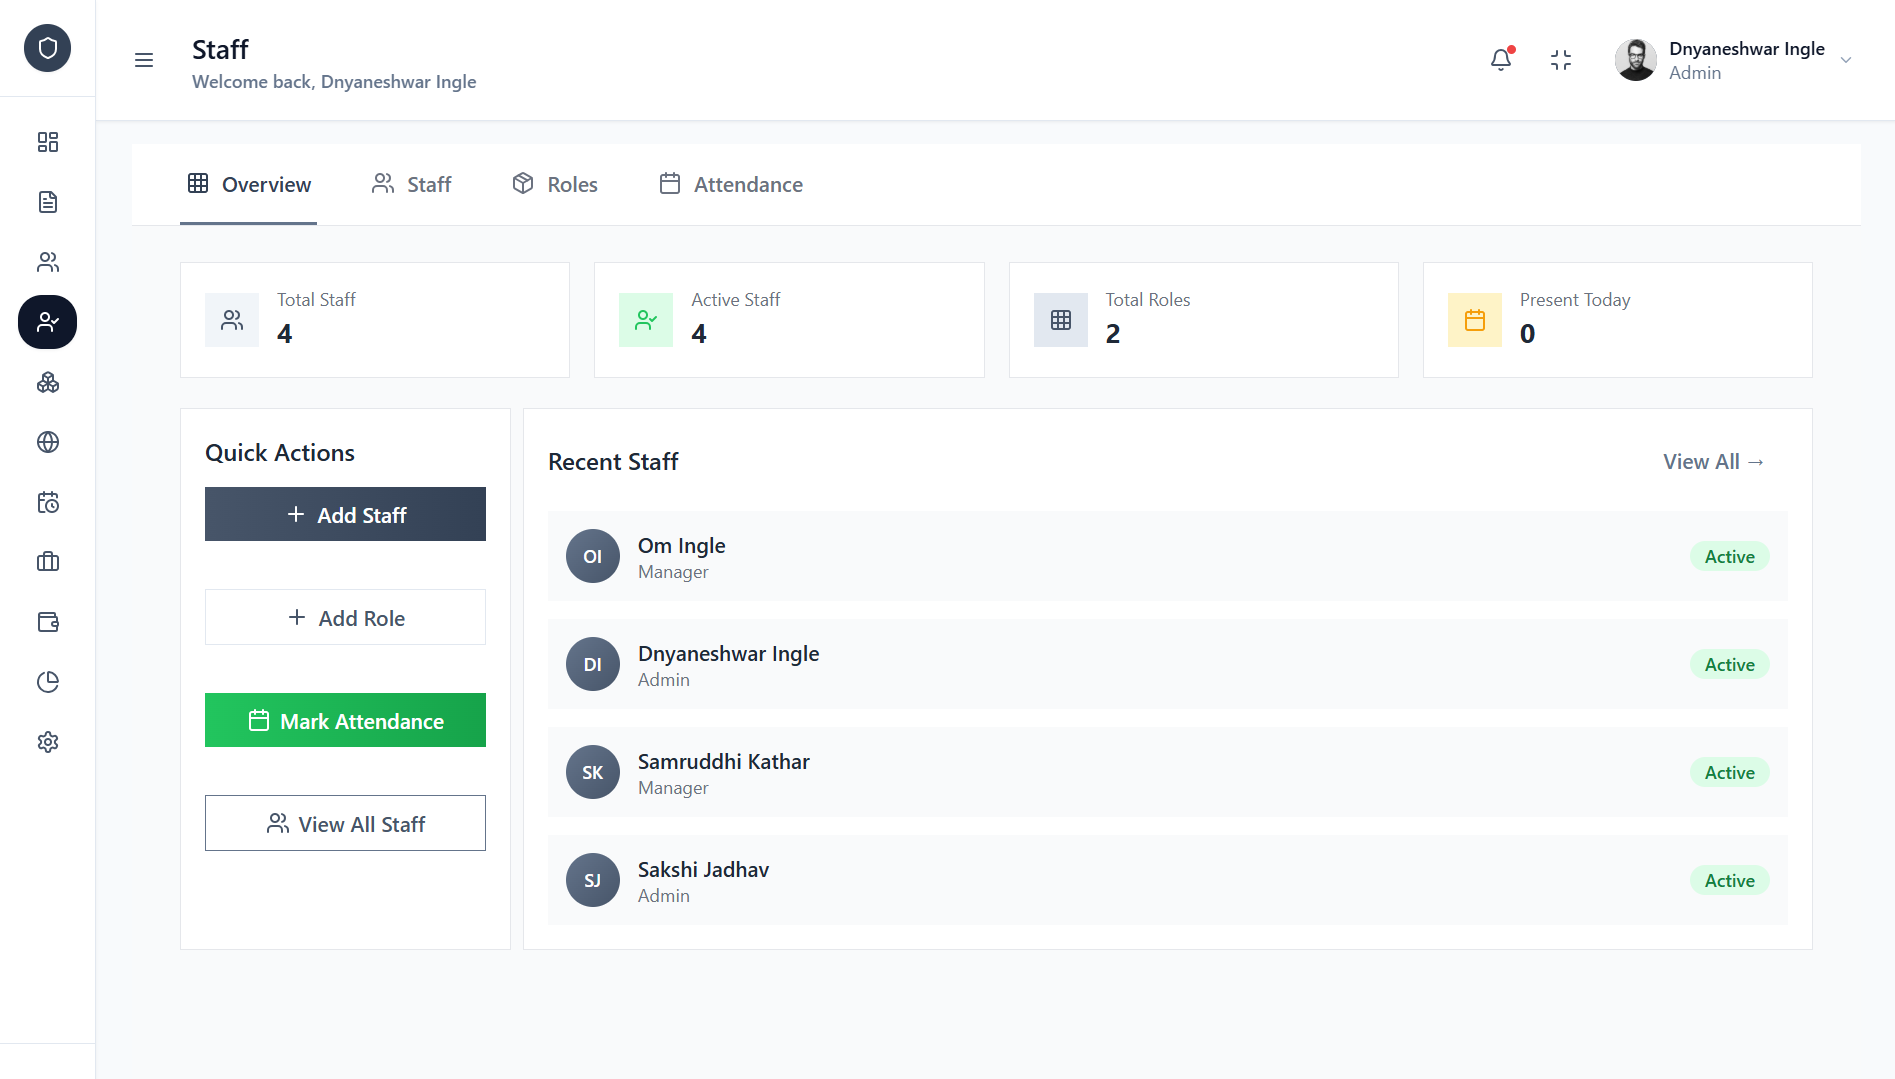 Staff
Welcome back, Dnyaneshwar Ingle
Dnyaneshwar Ingle
Admin
Overview
Staff
Roles
Attendance
Total Staff
4
Active Staff
4
Total Roles
2
Present Today
0
Quick Actions
+ Add Staff
+ Add Role
Mark Attendance
View All Staff
Recent Staff
View All →
OI
Om Ingle
Manager
Active
DI
Dnyaneshwar Ingle
Admin
Active
SK
Samruddhi Kathar
Manager
Active
SJ
Sakshi Jadhav
Admin
Active